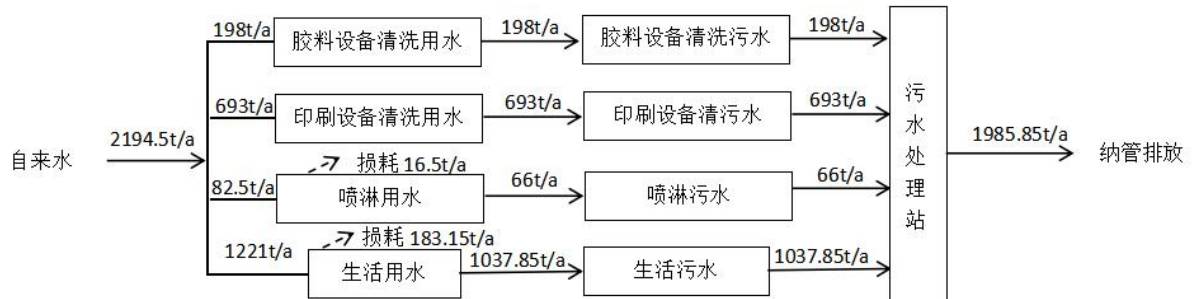 198t/a
胶料设备清洗用水
198t/a
胶料设备清洗污水
198t/a
693t/a
印刷设备清洗用水
693t/a
印刷设备清污水
693t/a
自来水
2194.5t/a
损耗 16.5t/a
82.5t/a
喷淋用水
66t/a
喷淋污水
66t/a
损耗 183.15t/a
1221t/a
生活用水
1037.85t/a
生活污水
1037.85t/a
污水处理站
1985.85t/a
纳管排放